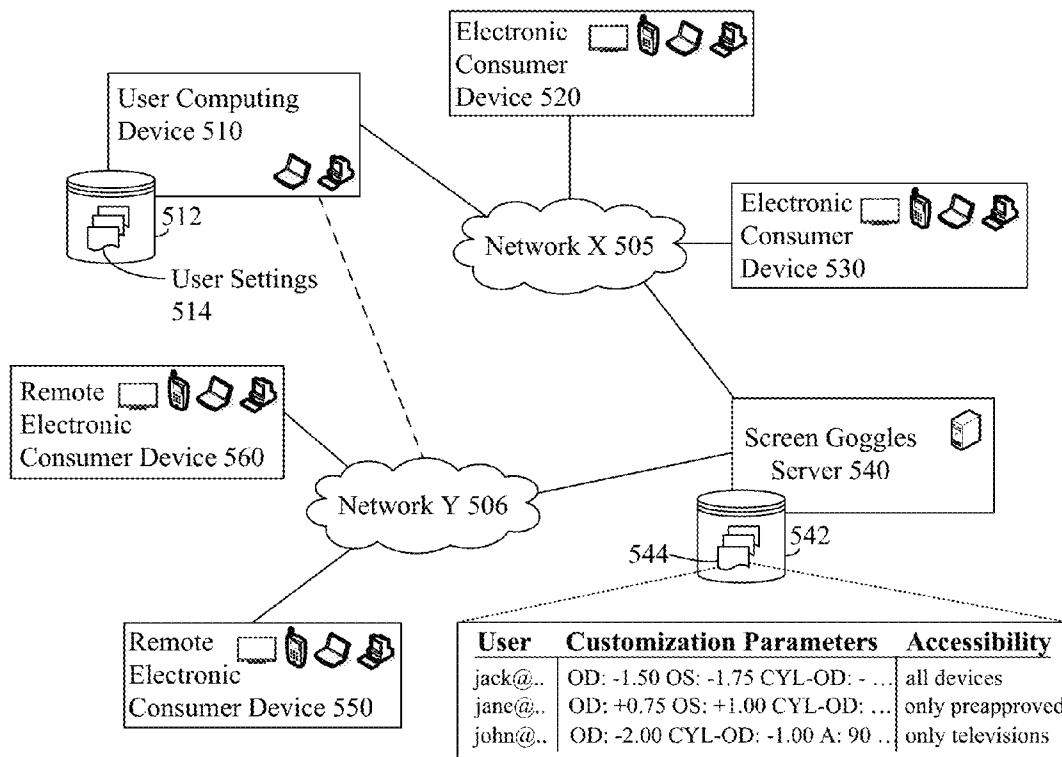 Electronic
Consumer
Device 520
User Computing
Device 510
512
User Settings
514
Network X 505
Electronic
Consumer
Device 530
Remote
Electronic
Consumer Device 560
Network Y 506
Screen Goggles
Server 540
544
542
Remote
Electronic
Consumer Device 550
User Customization Parameters Accessibility
jack@.. OD: -1.50 OS: -1.75 CYL-OD: - ... all devices
jane@.. OD: +0.75 OS: +1.00 CYL-OD: ... only preapproved
john@.. OD: -2.00 CYL-OD: -1.00 A: 90 ... only televisions